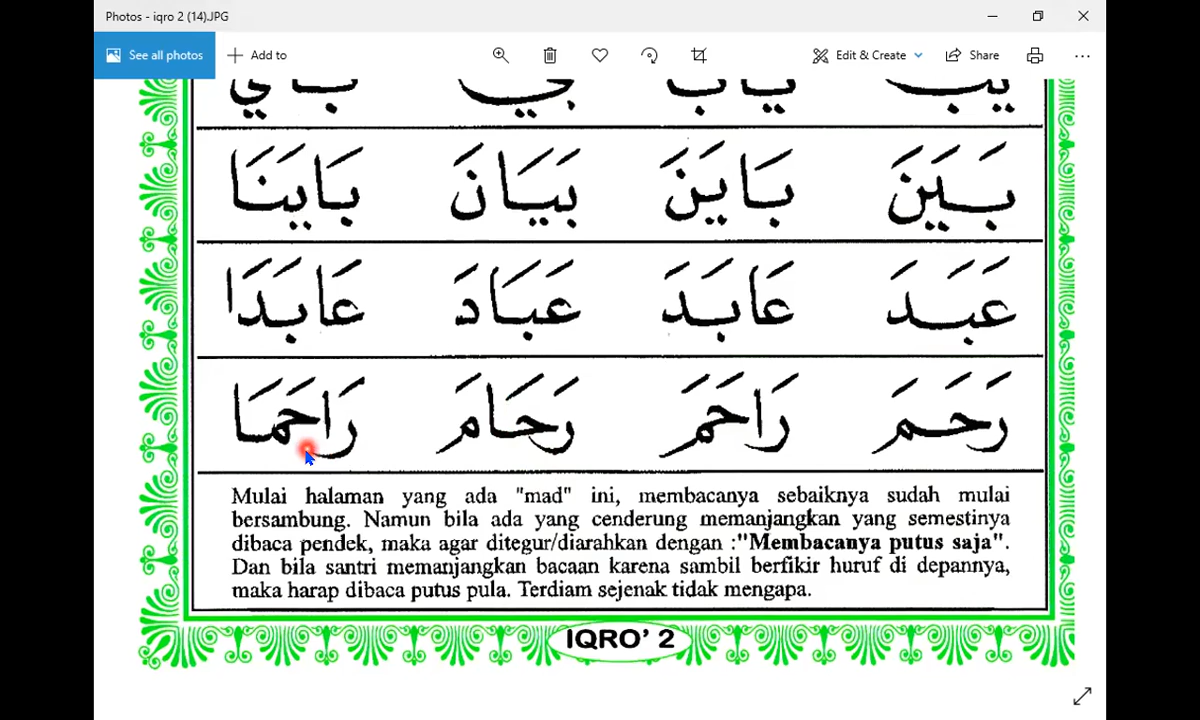 Photos - iqro 2 (14).JPG
See all photos
Add to
Edit & Create
Share
بَيَنَ بَايَنَ بَيَانَ بَايَنَا
عَبَدَ عَابَدَ عَبَادَ عَابَدَا
رَحَمَ رَاحَمَ رَحَامَ رَاحَمَا
Mulai halaman yang ada "mad" ini, membacanya sebaiknya sudah mulai
bersambung. Namun bila ada yang cenderung memanjangkan yang semestinya
dibaca pendek, maka agar ditegur/diarahkan dengan :"Membacanya putus saja".
Dan bila santri memanjangkan bacaan karena sambil berfikir huruf di depannya,
maka harap dibaca putus pula. Terdiam sejenak tidak mengapa.
IQRO' 2